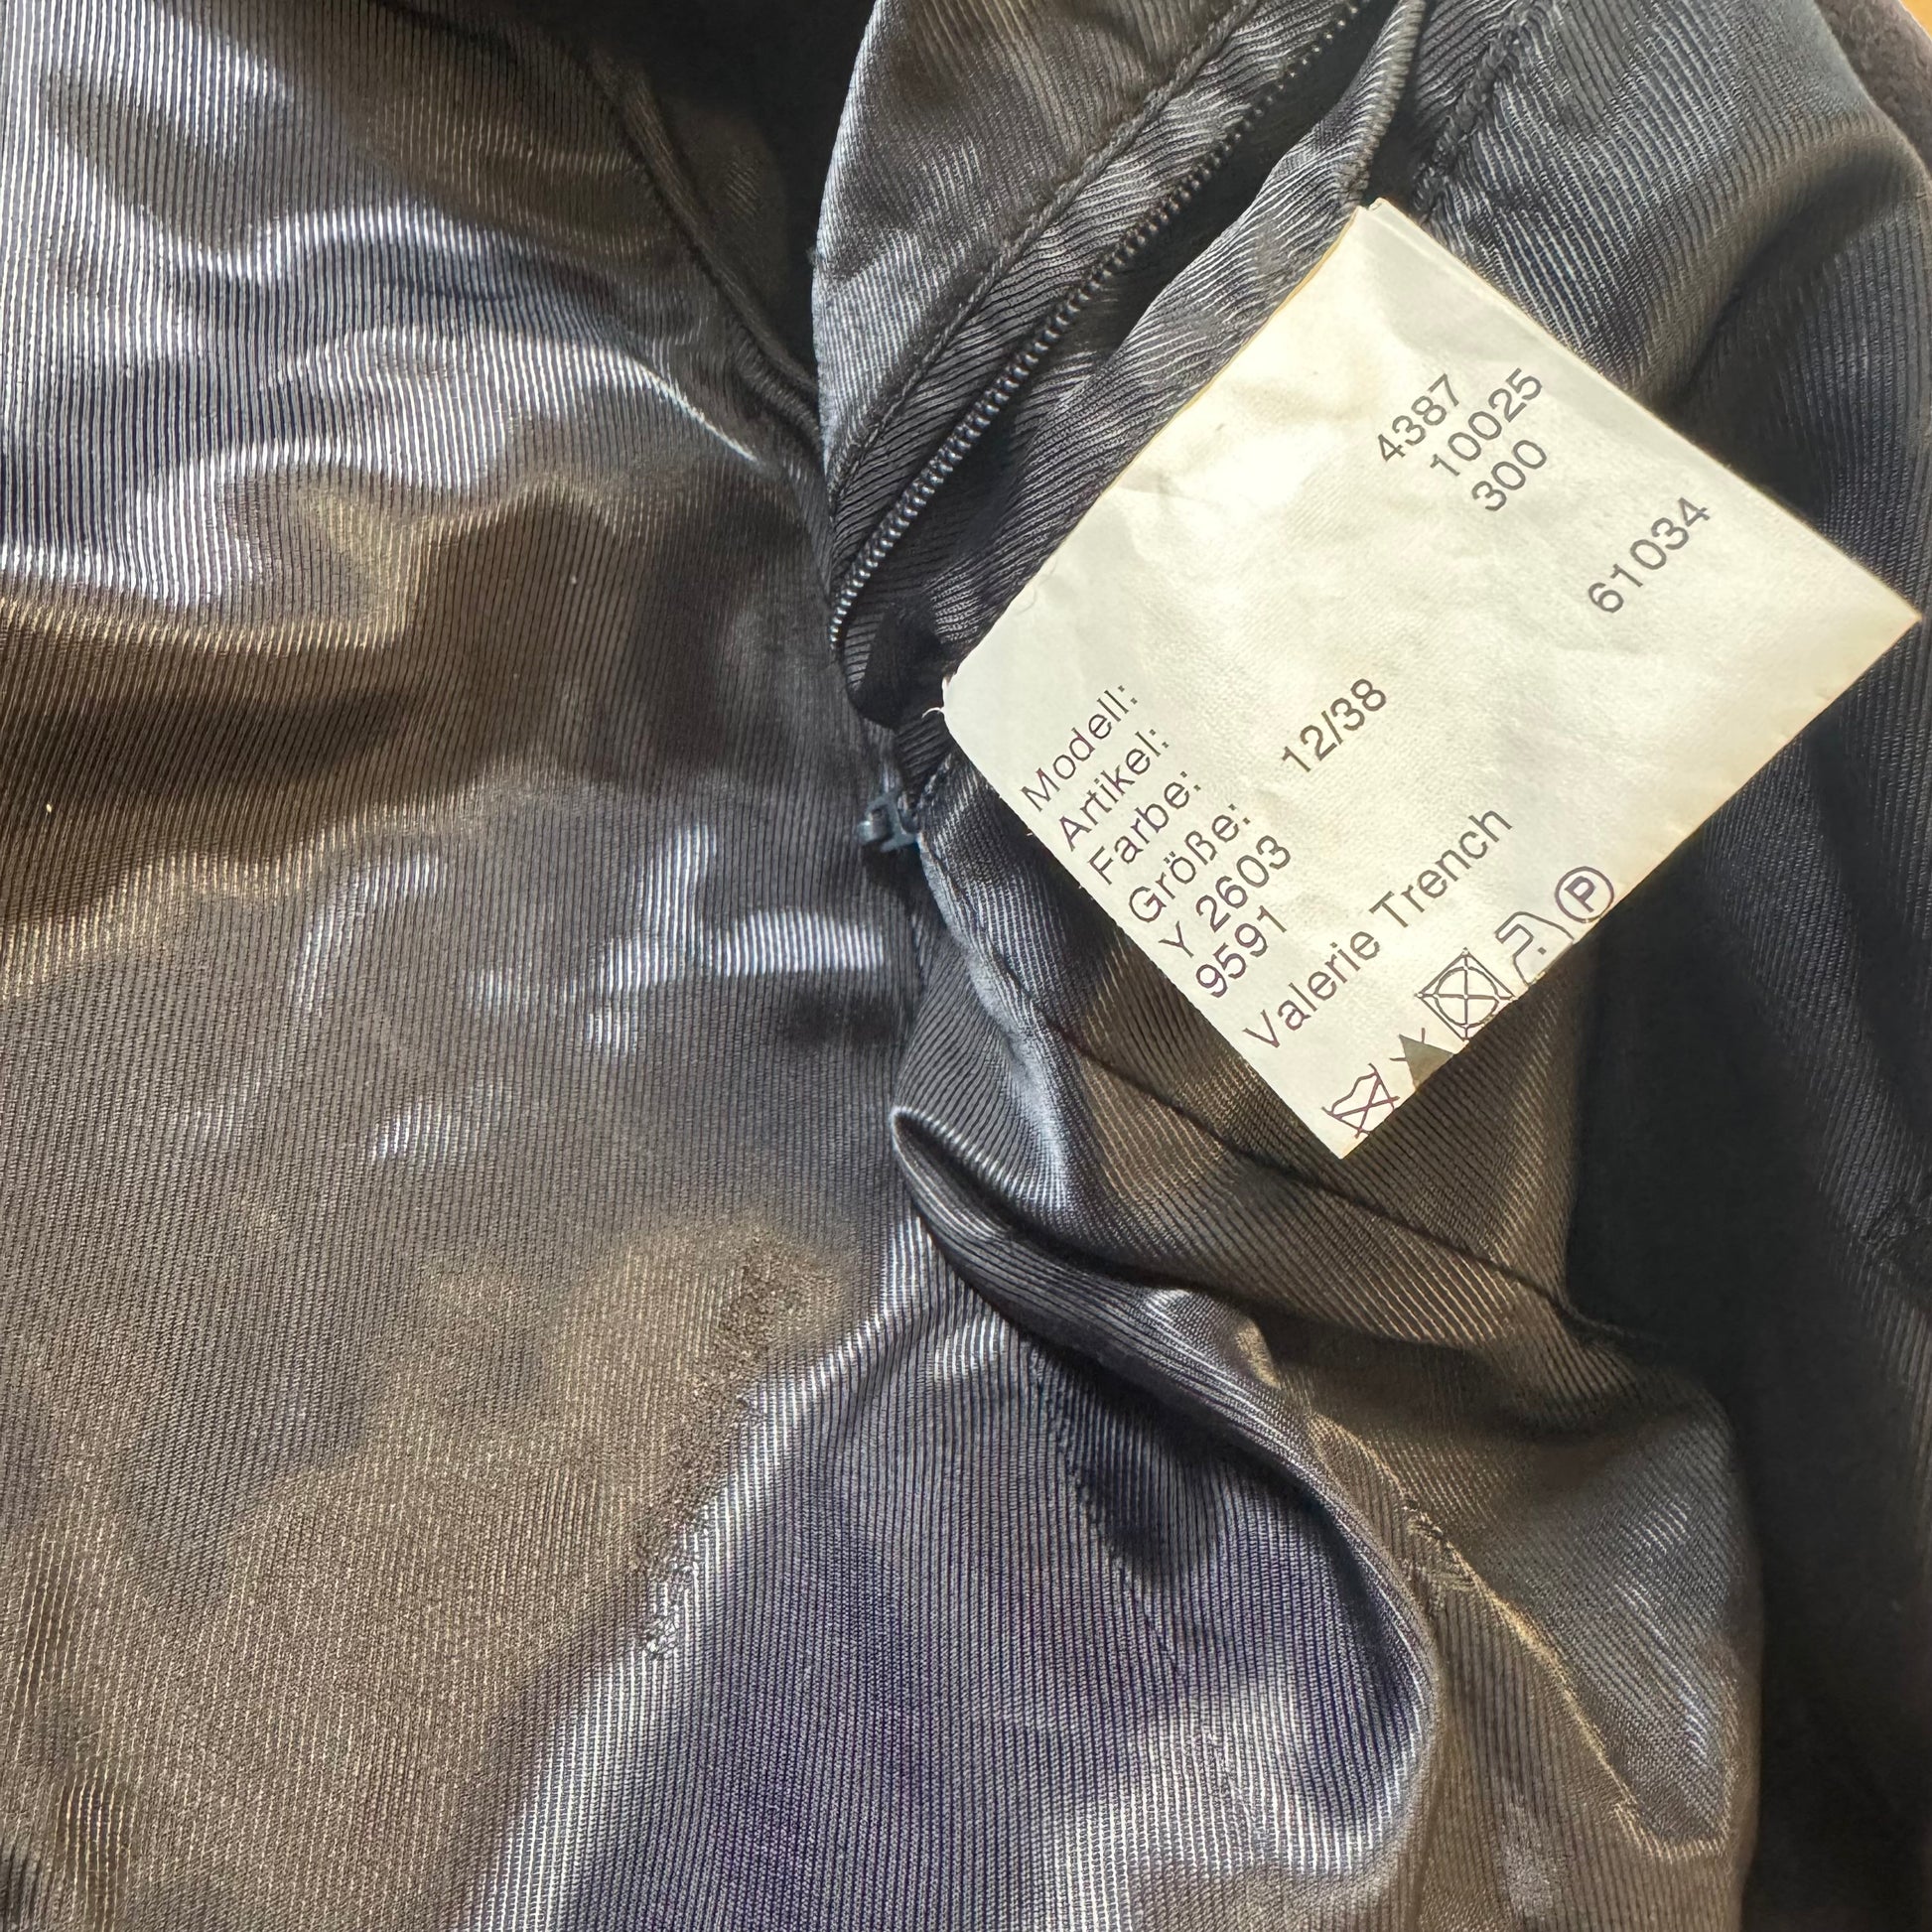 Modell: 4387
Artikel: 10025
Farbe: 300
Größe: 12/38
Y 2603 61034
9591
Valerie Trench
P